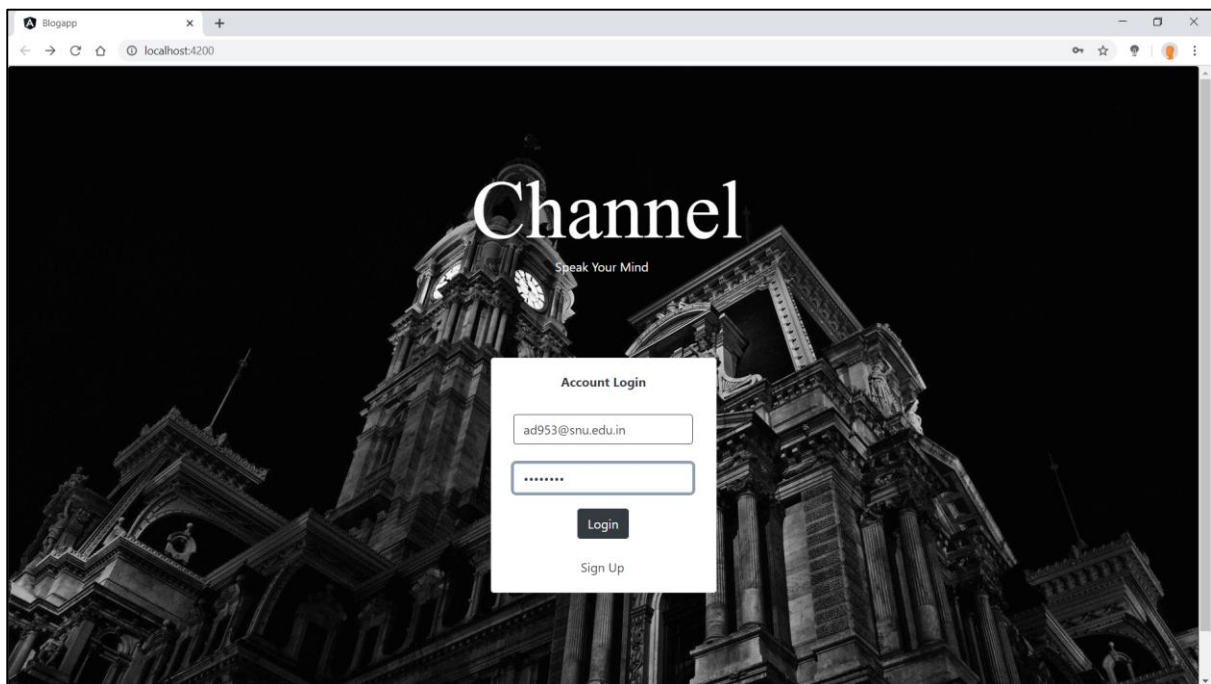 Blogapp
localhost:4200
Channel
Speak Your Mind
Account Login
ad953@snu.edu.in
••••••••
Login
Sign Up